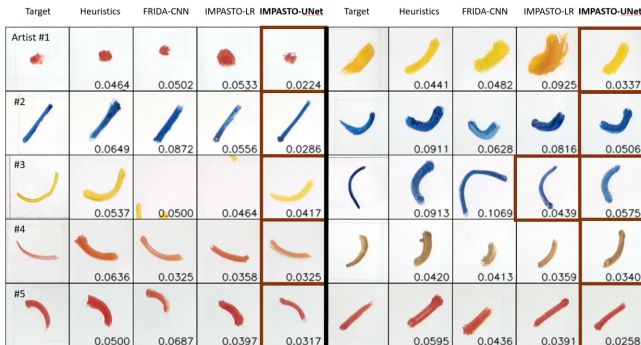 Target Heuristics FRIDA-CNN IMPASTO-LR IMPASTO-UNet Target Heuristics FRIDA-CNN IMPASTO-LR IMPASTO-UNet
Artist #1
0.0464 0.0502 0.0533 0.0224 0.0441 0.0482 0.0925 0.0337
#2
0.0649 0.0872 0.0556 0.0286 0.0911 0.0628 0.0816 0.0506
#3
0.0537 0.0500 0.0464 0.0417 0.0913 0.1069 0.0439 0.0575
#4
0.0636 0.0325 0.0358 0.0325 0.0420 0.0413 0.0359 0.0340
#5
0.0500 0.0687 0.0397 0.0317 0.0595 0.0436 0.0391 0.0258